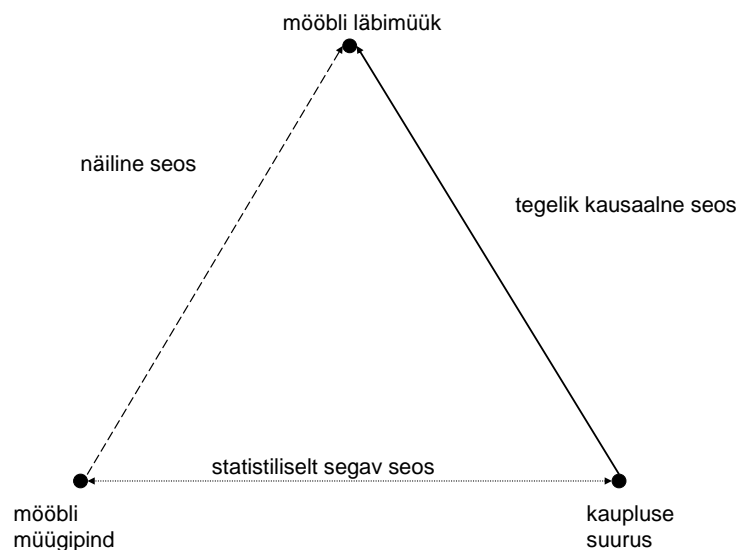 mööbli läbimüük
näiline seos
tegelik kausaalne seos
statistiliselt segav seos
mööbli
müügipind
kaupluse
suurus